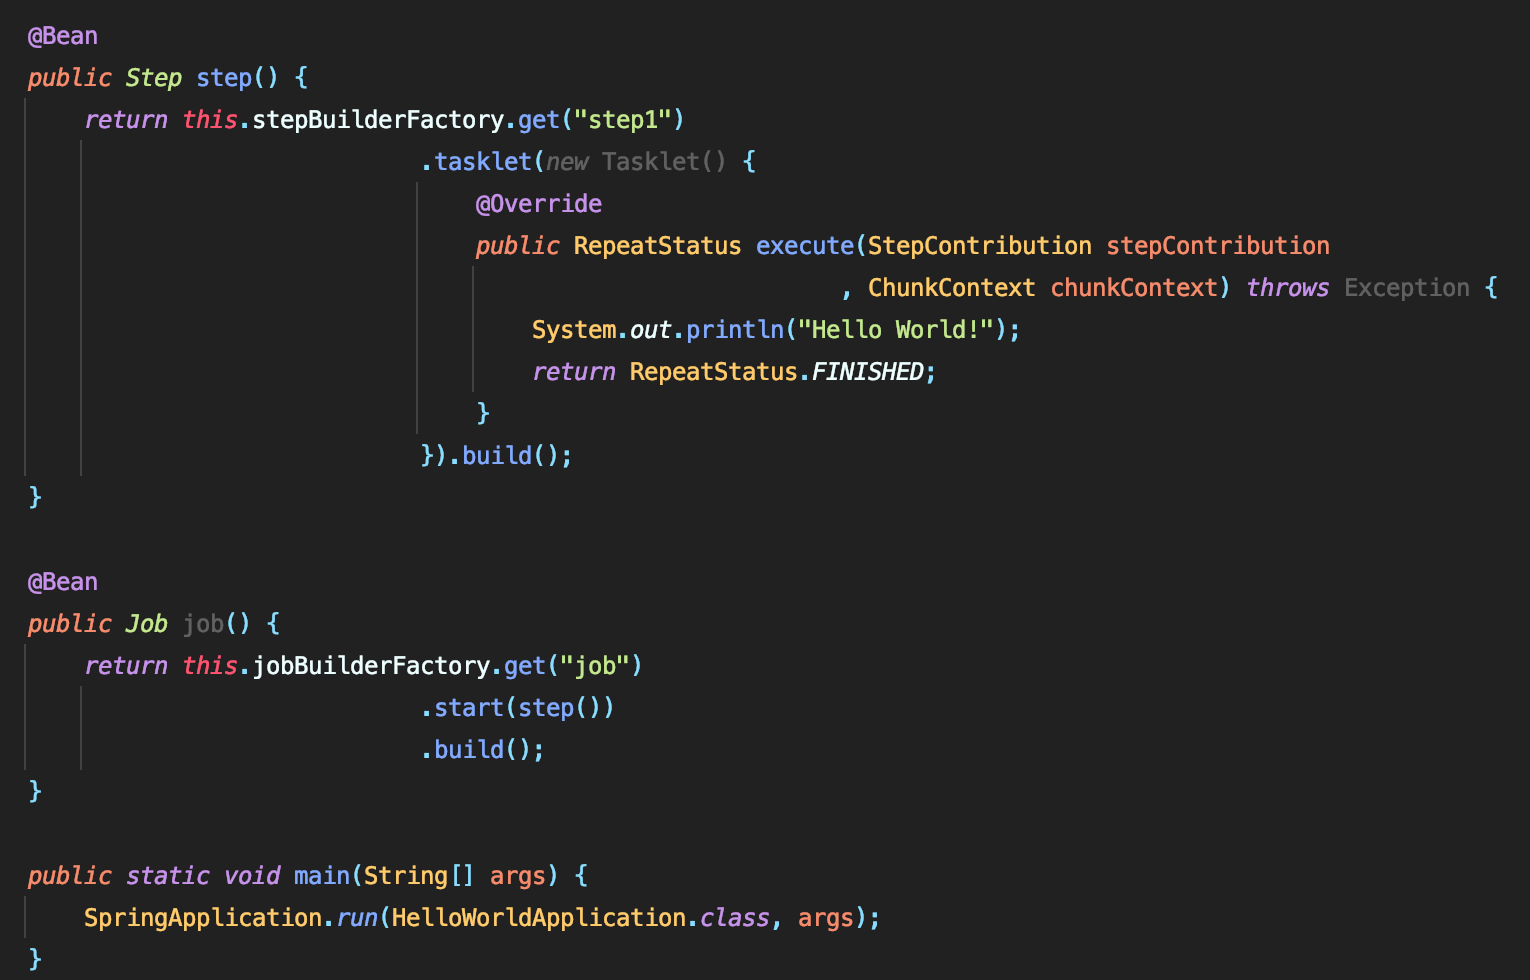 @Bean
public Step step() {
    return this.stepBuilderFactory.get("step1")
                            .tasklet(new Tasklet() {
                                @Override
                                public RepeatStatus execute(StepContribution stepContribution
                                                          , ChunkContext chunkContext) throws Exception {
                                    System.out.println("Hello World!");
                                    return RepeatStatus.FINISHED;
                                }
                            }).build();
}

@Bean
public Job job() {
    return this.jobBuilderFactory.get("job")
                            .start(step())
                            .build();
}

public static void main(String[] args) {
    SpringApplication.run(HelloWorldApplication.class, args);
}